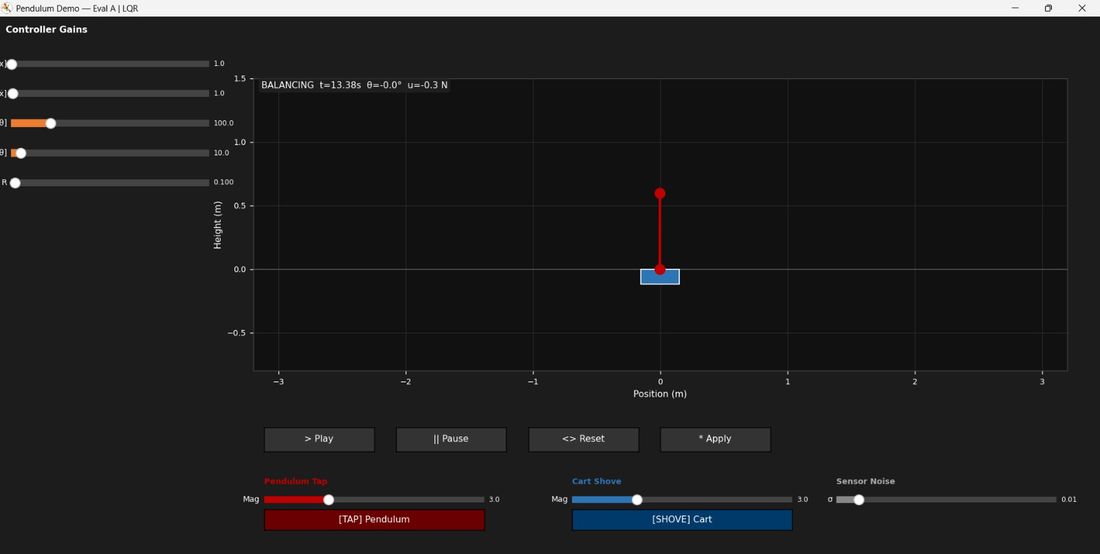 Pendulum Demo — Eval A | LQR
Controller Gains
x] 1.0
x] 1.0
θ] 100.0
θ] 10.0
R 0.100
BALANCING t=13.38s θ=-0.0° u=-0.3 N
1.5
1.0
0.5
0.0
−0.5
Height (m)
−3 −2 −1 0 1 2 3
Position (m)
> Play || Pause <> Reset * Apply
Pendulum Tap Cart Shove Sensor Noise
Mag 3.0 Mag 3.0 σ 0.01
[TAP] Pendulum [SHOVE] Cart